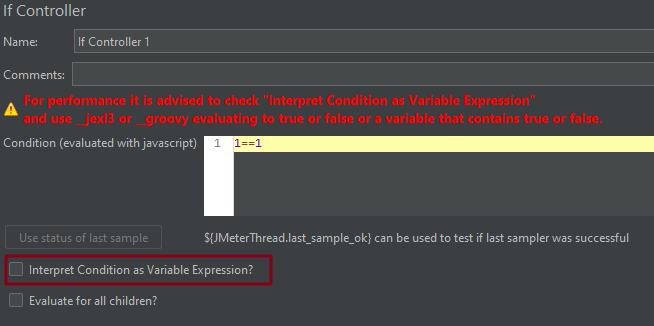 If Controller
Name: If Controller 1
Comments:
For performance it is advised to check "Interpret Condition as Variable Expression"
and use __jexl3 or __groovy evaluating to true or false or a variable that contains true or false.
Condition (evaluated with javascript) 1 1==1
Use status of last sample ${JMeterThread.last_sample_ok} can be used to test if last sampler was successful
Interpret Condition as Variable Expression?
Evaluate for all children?